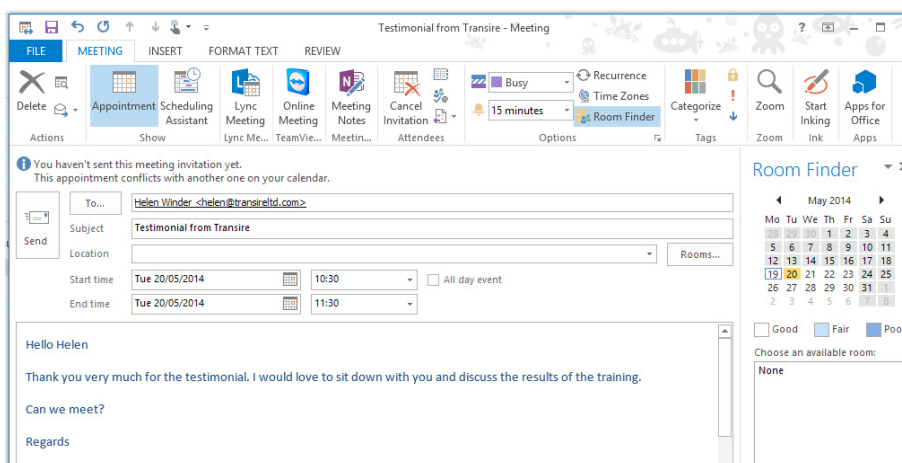 Testimonial from Transire - Meeting
FILE MEETING INSERT FORMAT TEXT REVIEW
Delete
Appointment Scheduling Assistant
Lync Meeting
Online Meeting
Meeting Notes
Cancel Invitation
Busy
15 minutes
Recurrence
Time Zones
Room Finder
Categorize
Zoom
Start Inking
Apps for Office
Actions Show Lync Me... TeamVie... Meetin... Attendees Options Tags Zoom Ink Apps
You haven't sent this meeting invitation yet.
This appointment conflicts with another one on your calendar.
Send
To... Helen Winder <helen@transireltd.com>
Subject Testimonial from Transire
Location Rooms...
Start time Tue 20/05/2014 10:30 All day event
End time Tue 20/05/2014 11:30
Hello Helen
Thank you very much for the testimonial. I would love to sit down with you and discuss the results of the training.
Can we meet?
Regards
Room Finder
May 2014
Mo Tu We Th Fr Sa Su
28 29 30 1 2 3 4
5 6 7 8 9 10 11
12 13 14 15 16 17 18
19 20 21 22 23 24 25
26 27 28 29 30 31 1
2 3 4 5 6 7 8
Good Fair Poo
Choose an available room:
None